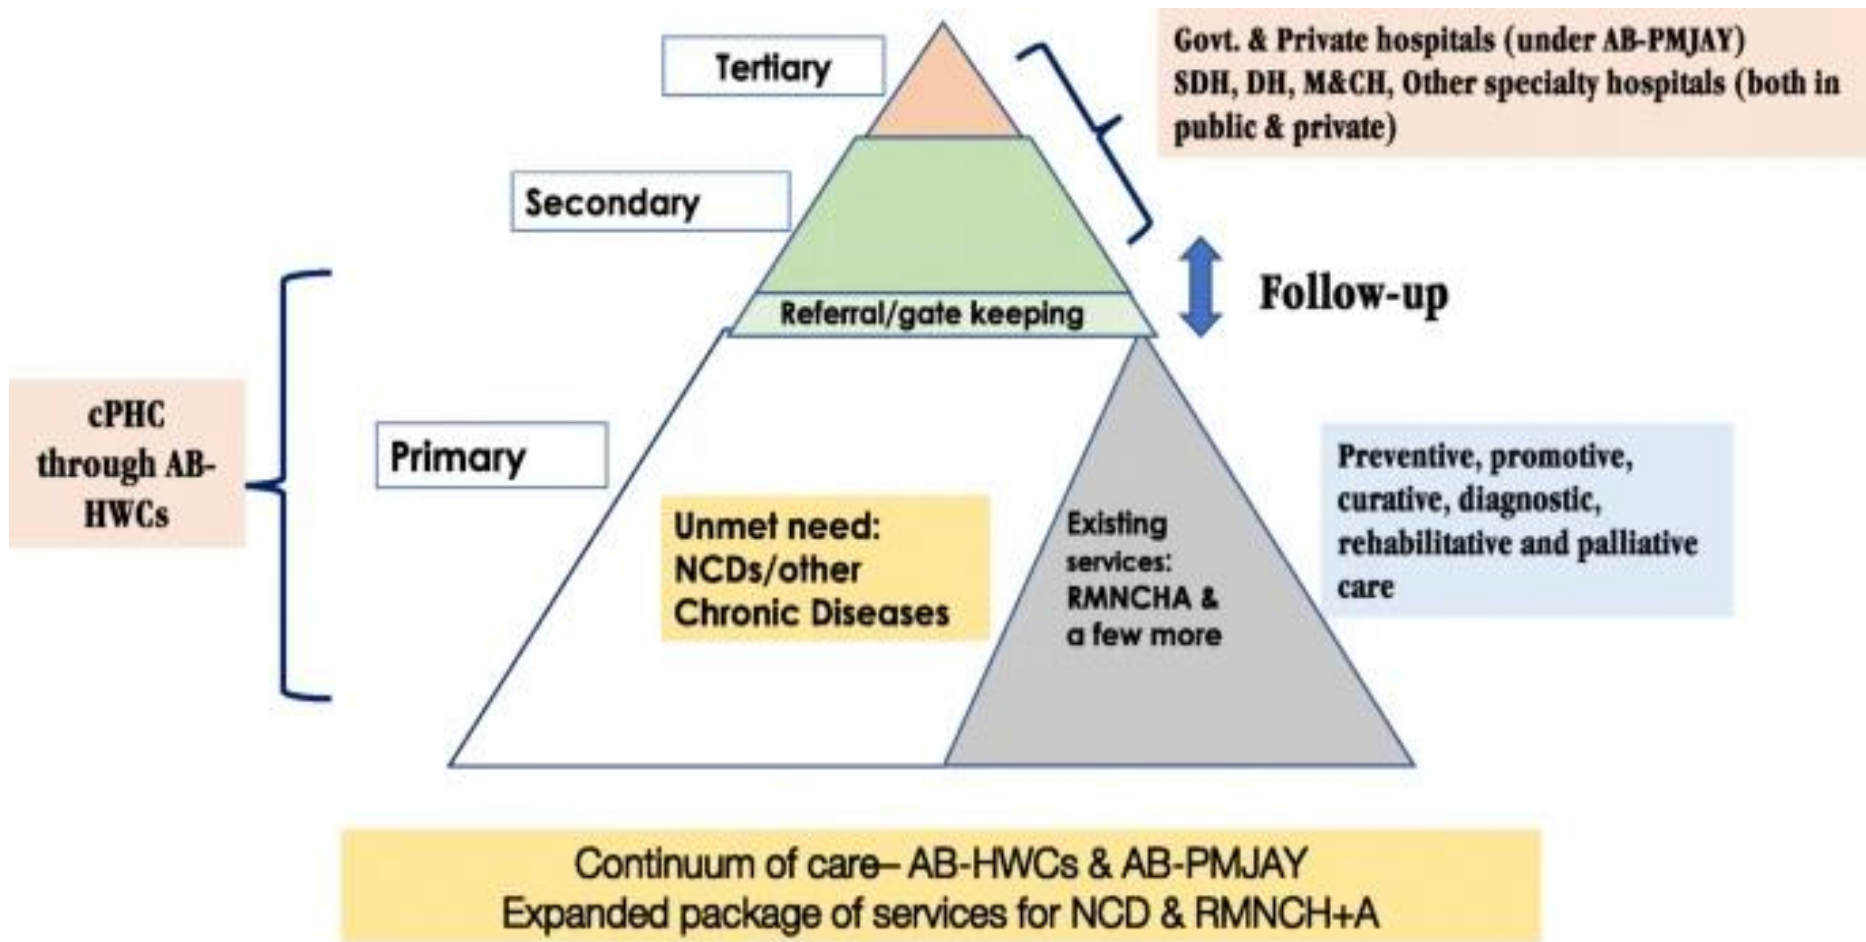 Tertiary
Govt. & Private hospitals (under AB-PMJAY)
SDH, DH, M&CH, Other specialty hospitals (both in
public & private)
Secondary
Referral/gate keeping
Follow-up
cPHC
through AB-
HWCs
Primary
Unmet need:
NCDs/other
Chronic Diseases
Existing
services:
RMNCHA &
a few more
Preventive, promotive,
curative, diagnostic,
rehabilitative and palliative
care
Continuum of care– AB-HWCs & AB-PMJAY
Expanded package of services for NCD & RMNCH+A